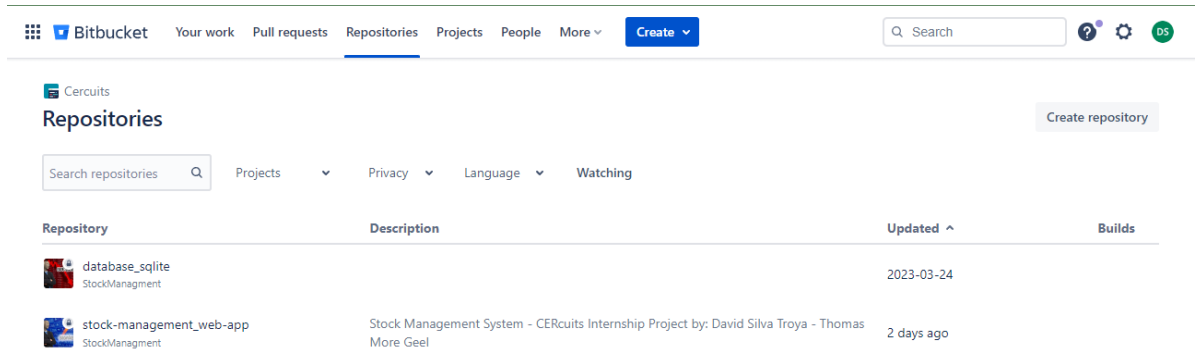 Bitbucket Your work Pull requests Repositories Projects People More Create Search ? DS
Cercuits
Repositories
Create repository
Search repositories Projects Privacy Language Watching
Repository Description Updated Builds
database_sqlite
StockManagment
2023-03-24
stock-management_web-app
StockManagment
Stock Management System - CERcuits Internship Project by: David Silva Troya - Thomas
More Geel
2 days ago